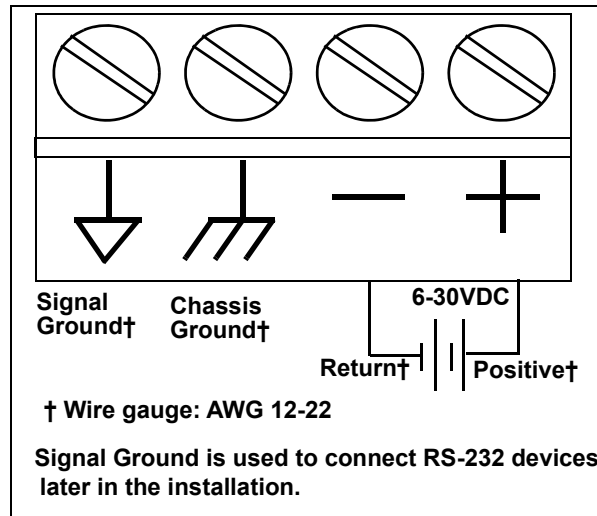 Signal
Ground†
Chassis
Ground†
6-30VDC
Return†
Positive†
† Wire gauge: AWG 12-22
Signal Ground is used to connect RS-232 devices
later in the installation.